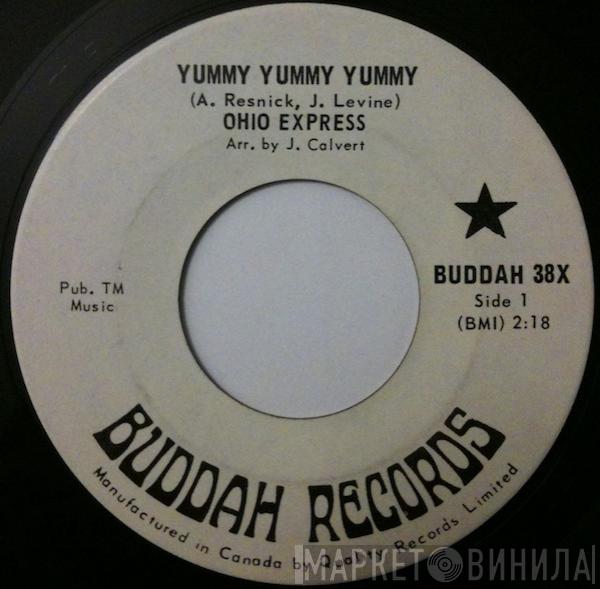 YUMMY YUMMY YUMMY
(A. Resnick, J. Levine)
OHIO EXPRESS
Arr. by J. Calvert
Pub. TM
Music
BUDDAH 38X
Side 1
(BMI) 2:18
BUDDAH RECORDS
Manufactured in Canada by Quality Records Limited
МАРКЕТ ВИНИЛА